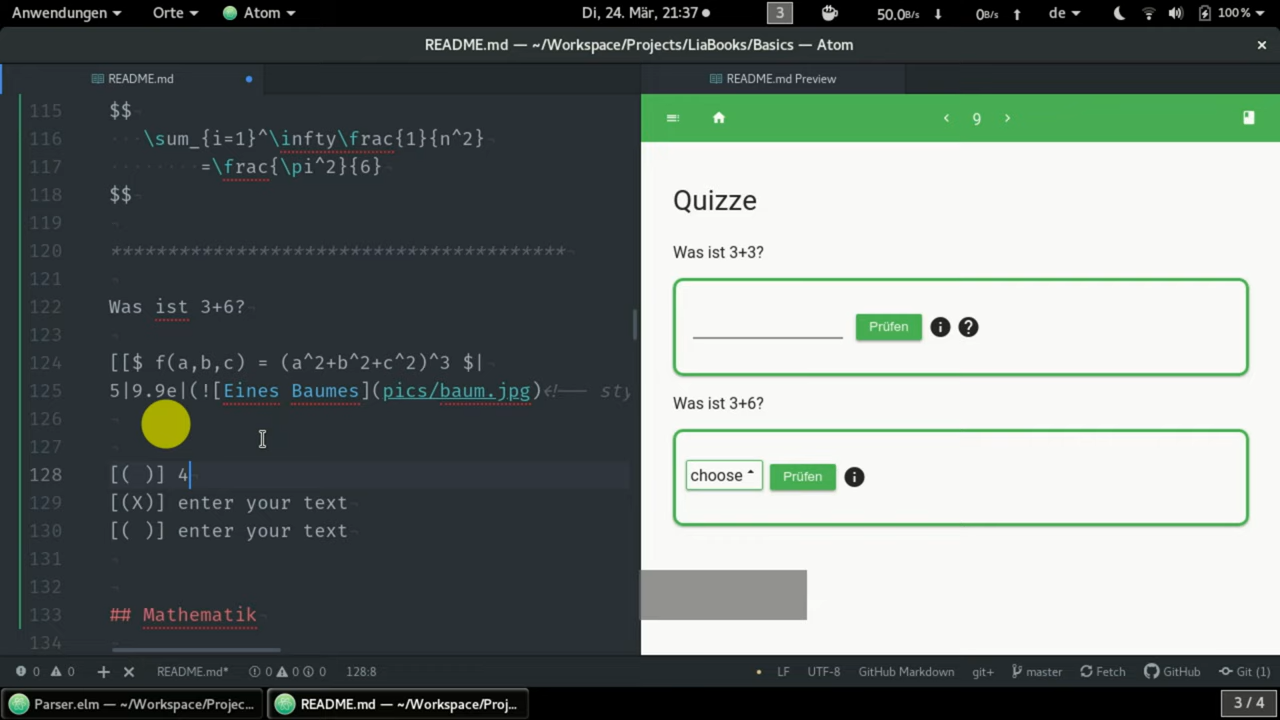 Anwendungen Orte Atom Di, 24. Mär, 21:37 3 50.0B/s 0B/s de 100%
README.md — ~/Workspace/Projects/LiaBooks/Basics — Atom
README.md README.md Preview
115 $$
116 \sum_{i=1}^\infty\frac{1}{n^2}
117 =\frac{\pi^2}{6}
118 $$
119
120 ****************************************
121
122 Was ist 3+6?
123
124 [[$ f(a,b,c) = (a^2+b^2+c^2)^3 $|
125 5|9.9e|(![Eines Baumes](pics/baum.jpg)<!-- sty
126
127
128 [( )] 4
129 [(X)] enter your text
130 [( )] enter your text
131
132
133 ## Mathematik
134
9
Quizze
Was ist 3+3?
Prüfen
Was ist 3+6?
choose Prüfen
0 0 README.md* 0 0 0 128:8 LF UTF-8 GitHub Markdown git+ master Fetch GitHub Git (1)
Parser.elm — ~/Workspace/Projec... README.md — ~/Workspace/Proj... 3 / 4